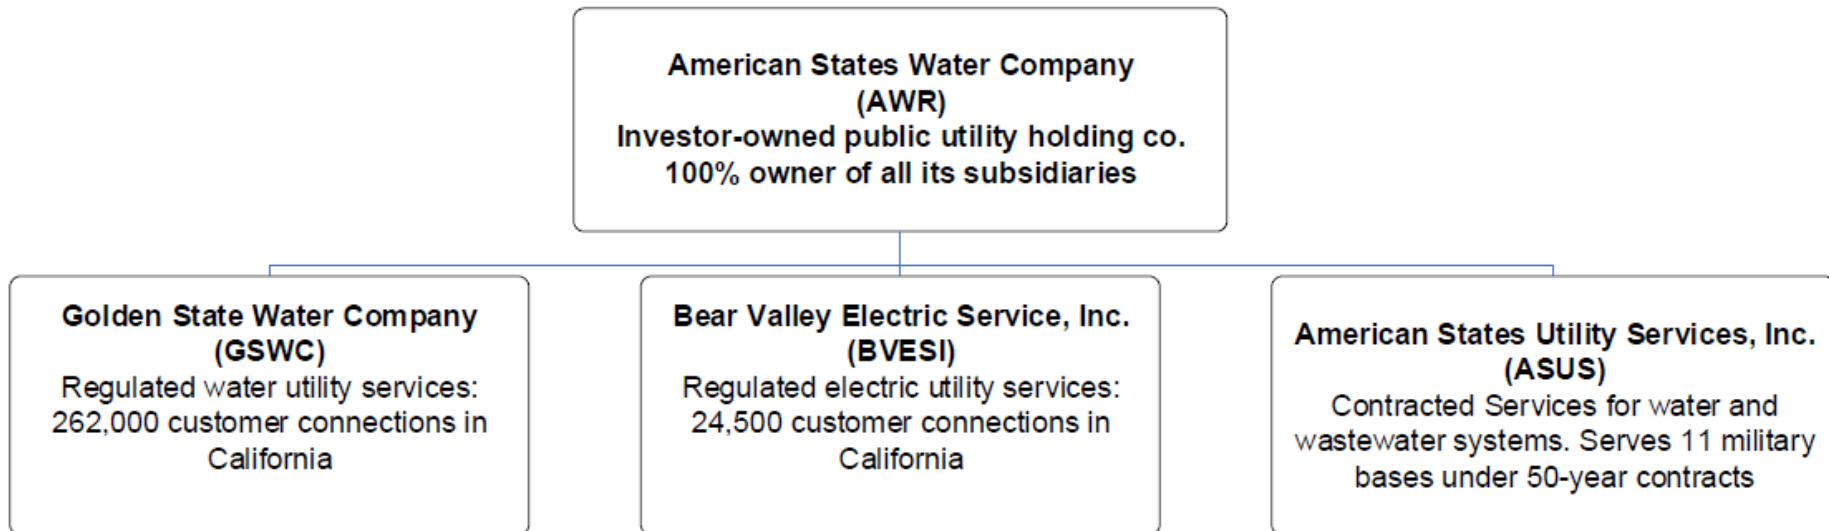 American States Water Company
(AWR)
Investor-owned public utility holding co.
100% owner of all its subsidiaries
Golden State Water Company
(GSWC)
Regulated water utility services:
262,000 customer connections in
California
Bear Valley Electric Service, Inc.
(BVESI)
Regulated electric utility services:
24,500 customer connections in
California
American States Utility Services, Inc.
(ASUS)
Contracted Services for water and
wastewater systems. Serves 11 military
bases under 50-year contracts